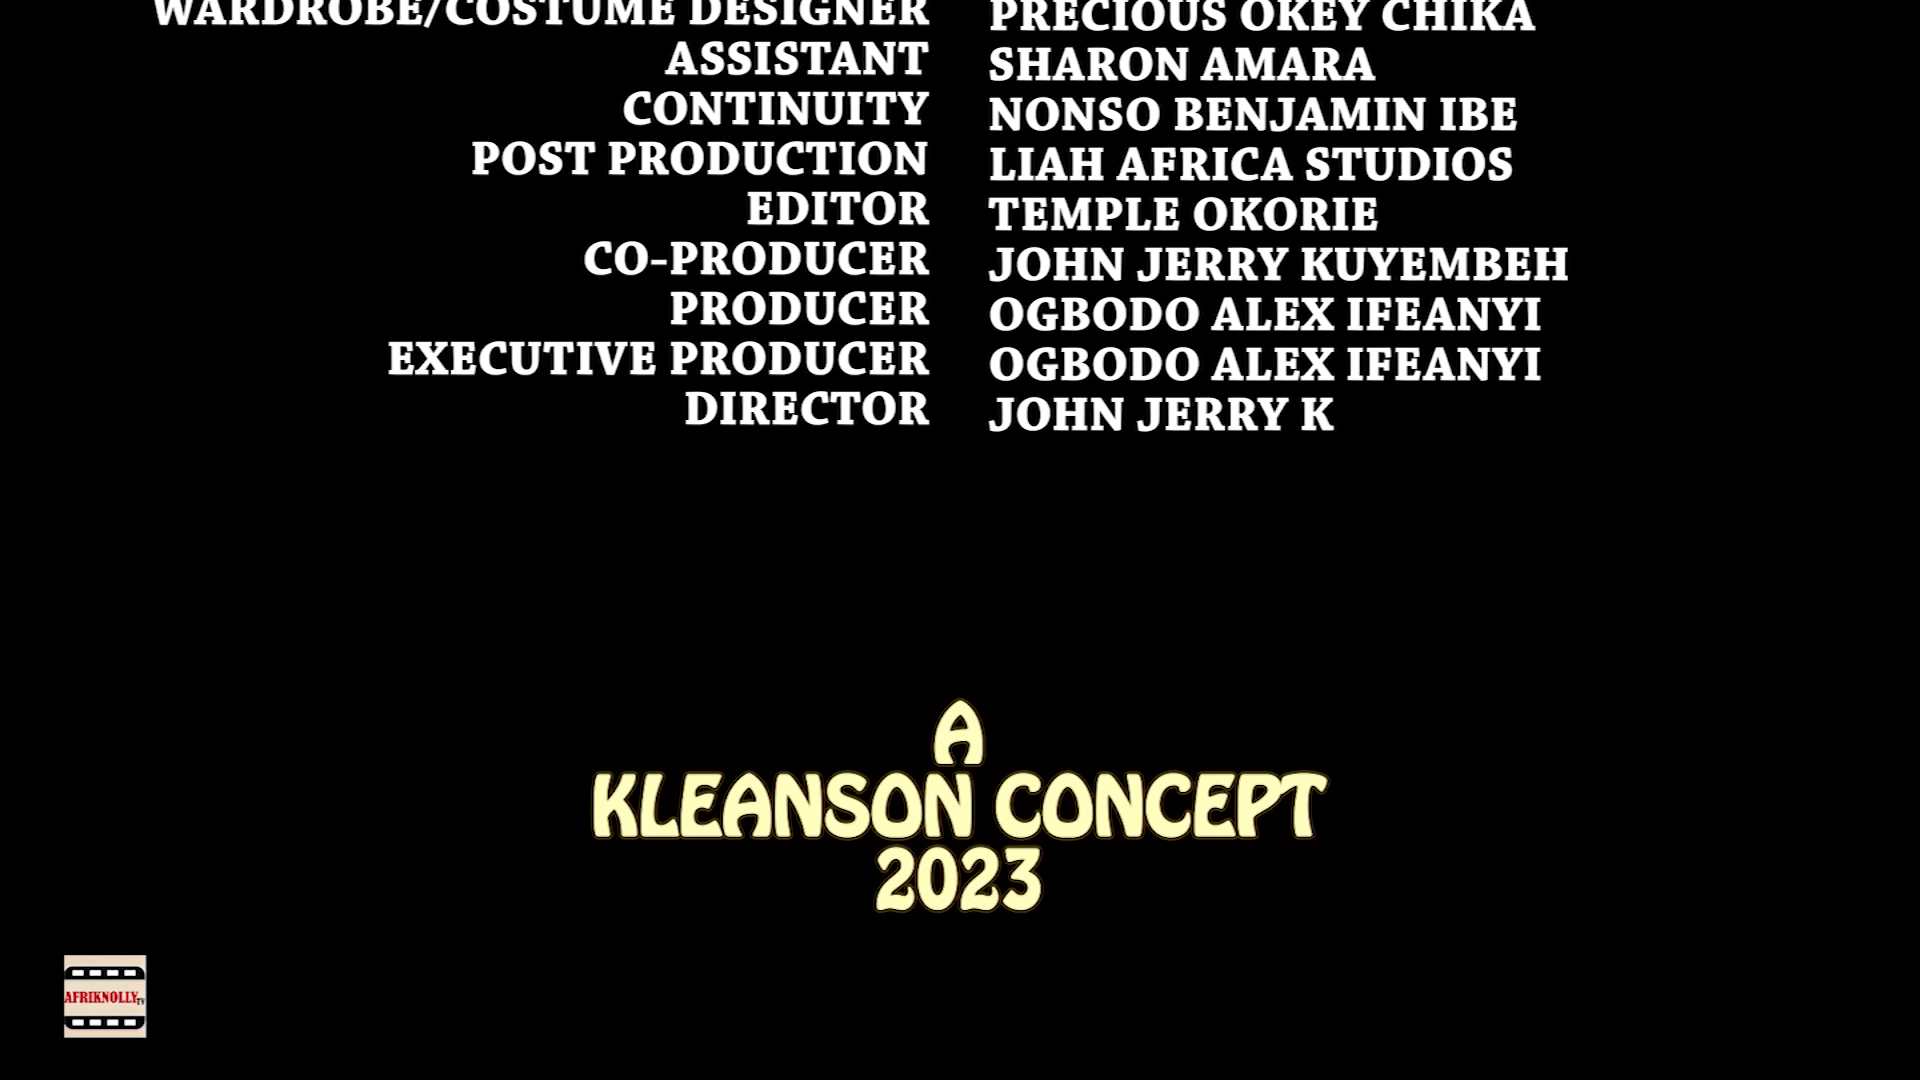 WARDROBE/COSTUME DESIGNER PRECIOUS OKEY CHIKA
ASSISTANT SHARON AMARA
CONTINUITY NONSO BENJAMIN IBE
POST PRODUCTION LIAH AFRICA STUDIOS
EDITOR TEMPLE OKORIE
CO-PRODUCER JOHN JERRY KUYEMBEH
PRODUCER OGBODO ALEX IFEANYI
EXECUTIVE PRODUCER OGBODO ALEX IFEANYI
DIRECTOR JOHN JERRY K
A
KLEANSON CONCEPT
2023
AFRIKNOLLY TV